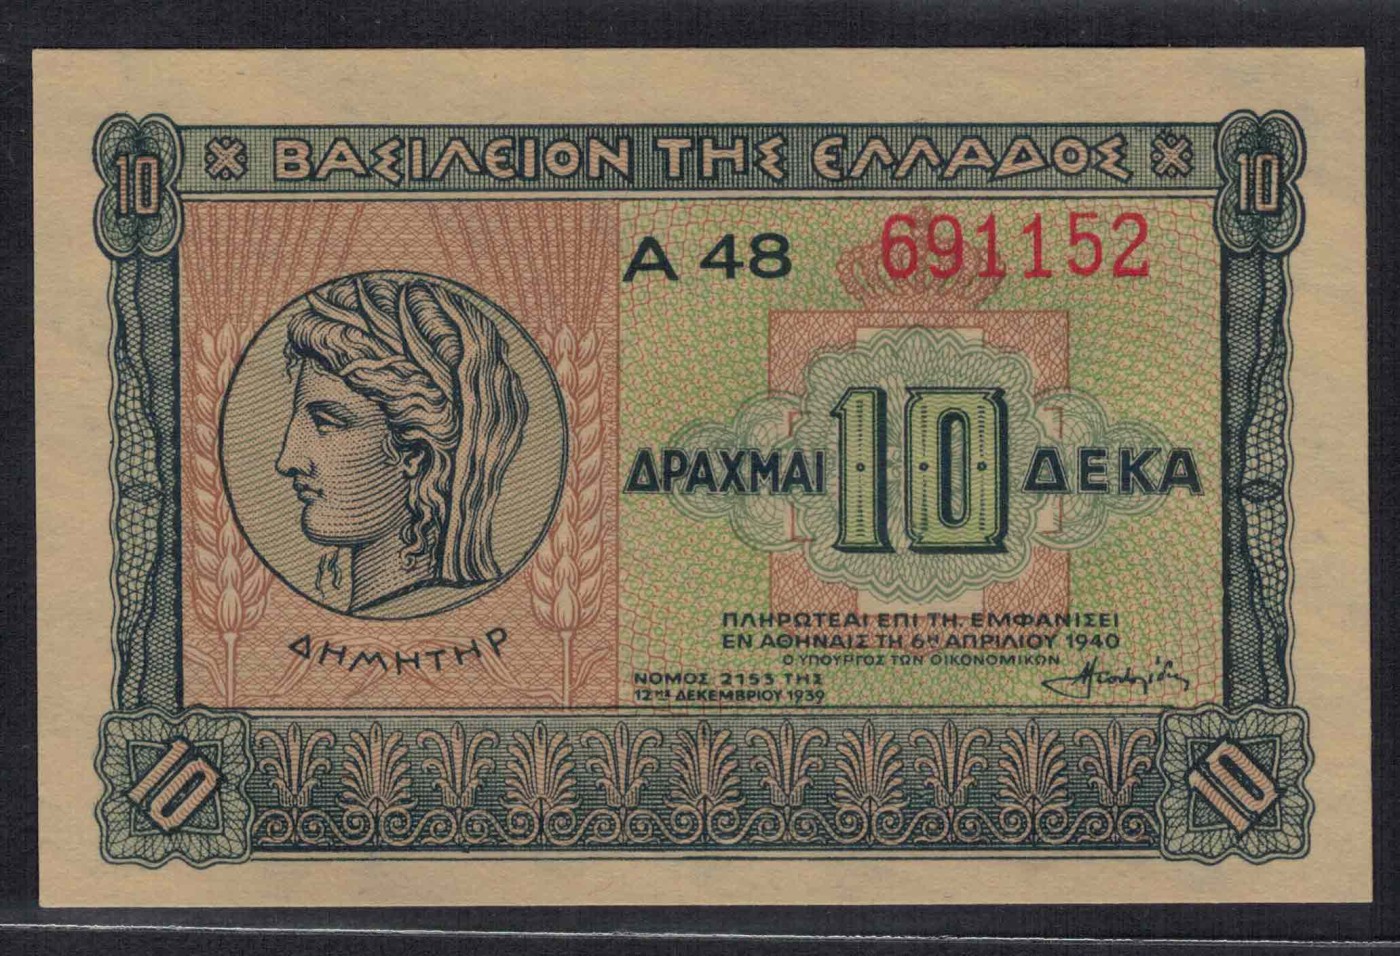 10 ΒΑΣΙΛΕΙΟΝ ΤΗΣ ΕΛΛΑΔΟΣ 10
Α 48 691152
ΔΡΑΧΜΑΙ 10 ΔΕΚΑ
ΔΗΜΗΤΗΡ
ΠΛΗΡΩΤΕΑΙ ΕΠΙ ΤΗ. ΕΜΦΑΝΙΣΕΙ
ΕΝ ΑΘΗΝΑΙΣ ΤΗ 6Η ΑΠΡΙΛΙΟΥ 1940
Ο ΥΠΟΥΡΓΟΣ ΤΩΝ ΟΙΚΟΝΟΜΙΚΩΝ
ΝΟΜΟΣ 2153 ΤΗΣ
12ΗΣ ΔΕΚΕΜΒΡΙΟΥ 1939
10 10